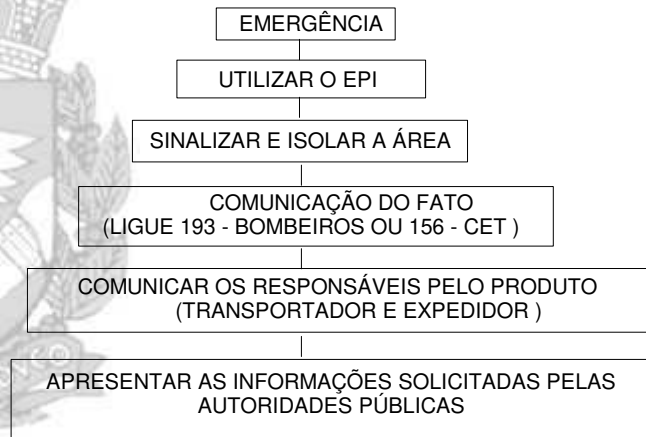 EMERGÊNCIA
UTILIZAR O EPI
SINALIZAR E ISOLAR A ÁREA
COMUNICAÇÃO DO FATO
(LIGUE 193 - BOMBEIROS OU 156 - CET )
COMUNICAR OS RESPONSÁVEIS PELO PRODUTO
(TRANSPORTADOR E EXPEDIDOR )
APRESENTAR AS INFORMAÇÕES SOLICITADAS PELAS
AUTORIDADES PÚBLICAS